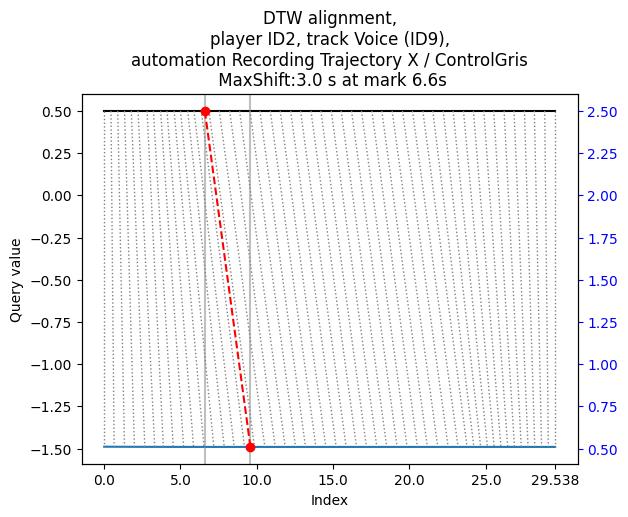 DTW alignment,
player ID2, track Voice (ID9),
automation Recording Trajectory X / ControlGris
MaxShift:3.0 s at mark 6.6s
0.50
0.25
0.00
−0.25
−0.50
−0.75
−1.00
−1.25
−1.50
Query value
2.50
2.25
2.00
1.75
1.50
1.25
1.00
0.75
0.50
0.0 5.0 10.0 15.0 20.0 25.0 29.538
Index